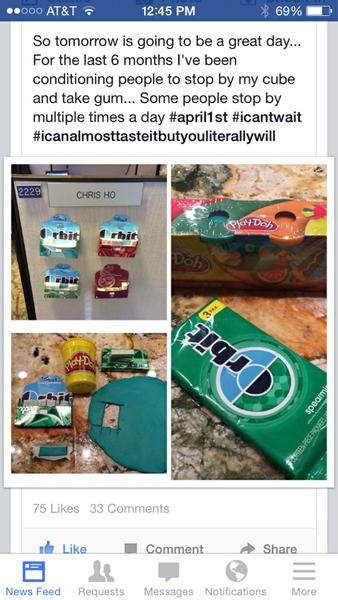 AT&T 12:45 PM 69%
So tomorrow is going to be a great day...
For the last 6 months I've been
conditioning people to stop by my cube
and take gum... Some people stop by
multiple times a day #april1st #icantwait
#icanalmosttasteitbutyouliterallywill
2229
CHRIS HO
Orbit Orbit
Orbit
Play-Doh
Play-Doh
Play-Doh
Orbit
3
Orbit
spearmint
75 Likes 33 Comments
Like Comment Share
News Feed Requests Messages Notifications More